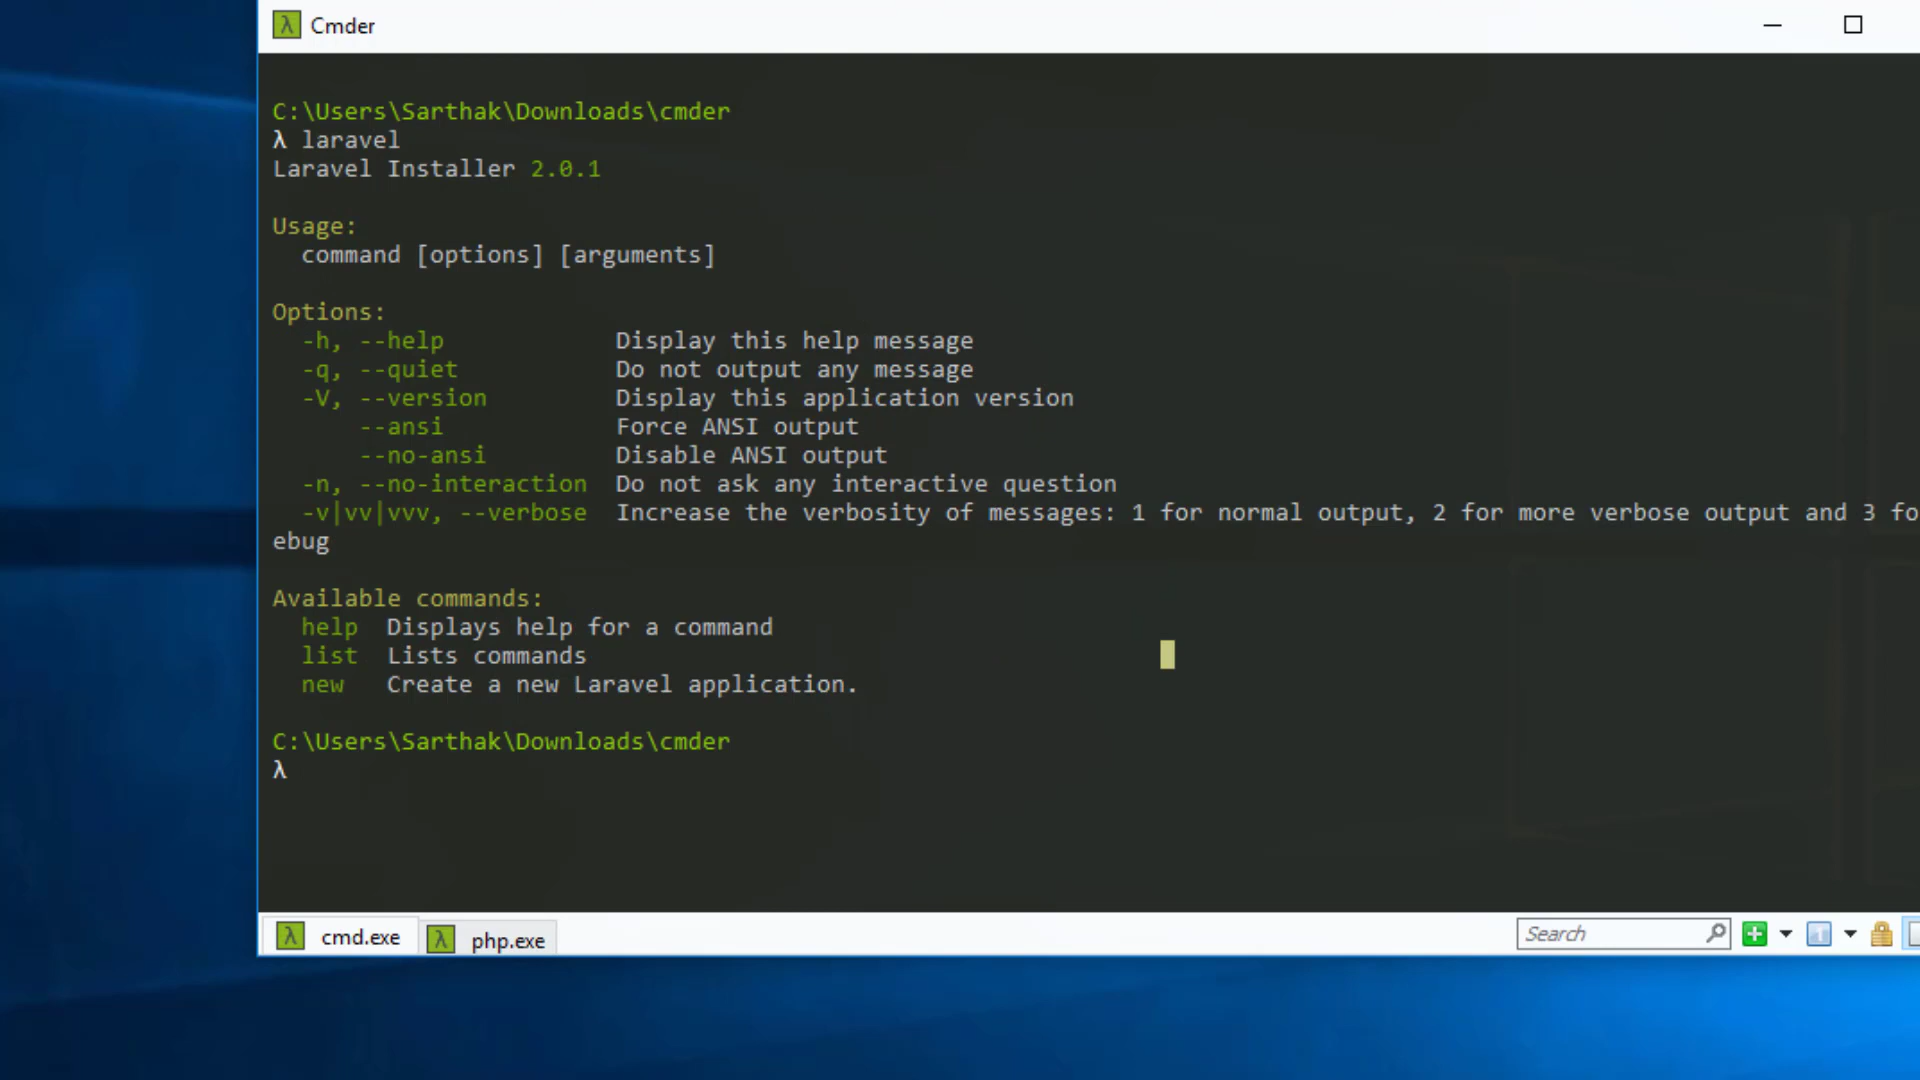 Cmder
C:\Users\Sarthak\Downloads\cmder
λ laravel
Laravel Installer 2.0.1
Usage:
command [options] [arguments]
Options:
-h, --help Display this help message
-q, --quiet Do not output any message
-V, --version Display this application version
--ansi Force ANSI output
--no-ansi Disable ANSI output
-n, --no-interaction Do not ask any interactive question
-v|vv|vvv, --verbose Increase the verbosity of messages: 1 for normal output, 2 for more verbose output and 3 fo
ebug
Available commands:
help Displays help for a command
list Lists commands
new Create a new Laravel application.
C:\Users\Sarthak\Downloads\cmder
λ
cmd.exe php.exe Search